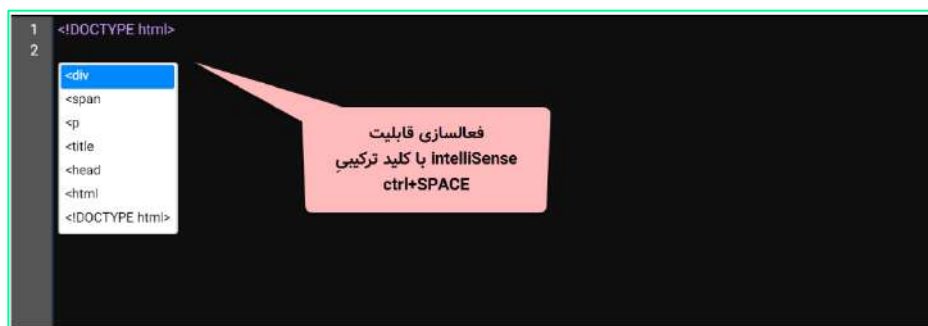 1 <!DOCTYPE html>
2
<div
<span
<p
<title
<head
<html
<!DOCTYPE html>
فعالسازی قابلیت
intelliSense با کلید ترکیبیِ
ctrl+SPACE